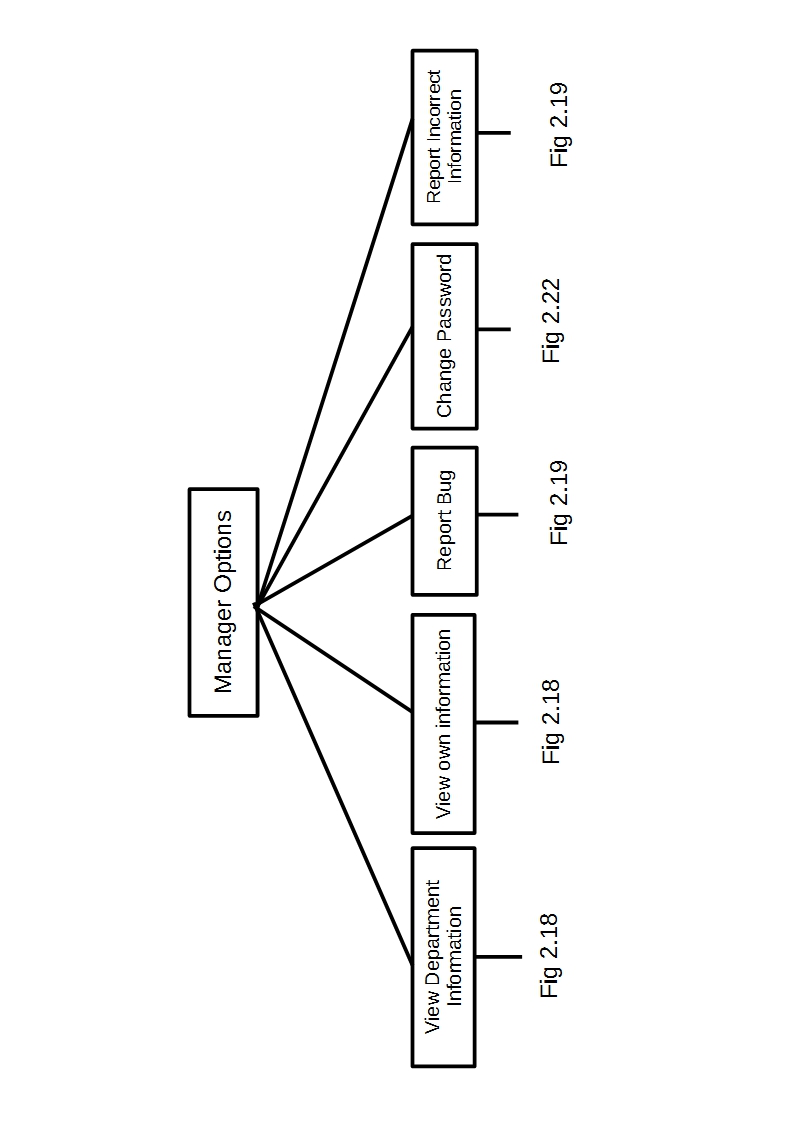 Manager Options
View Department
Information
View own information
Report Bug
Change Password
Report Incorrect
Information
Fig 2.18
Fig 2.18
Fig 2.19
Fig 2.22
Fig 2.19